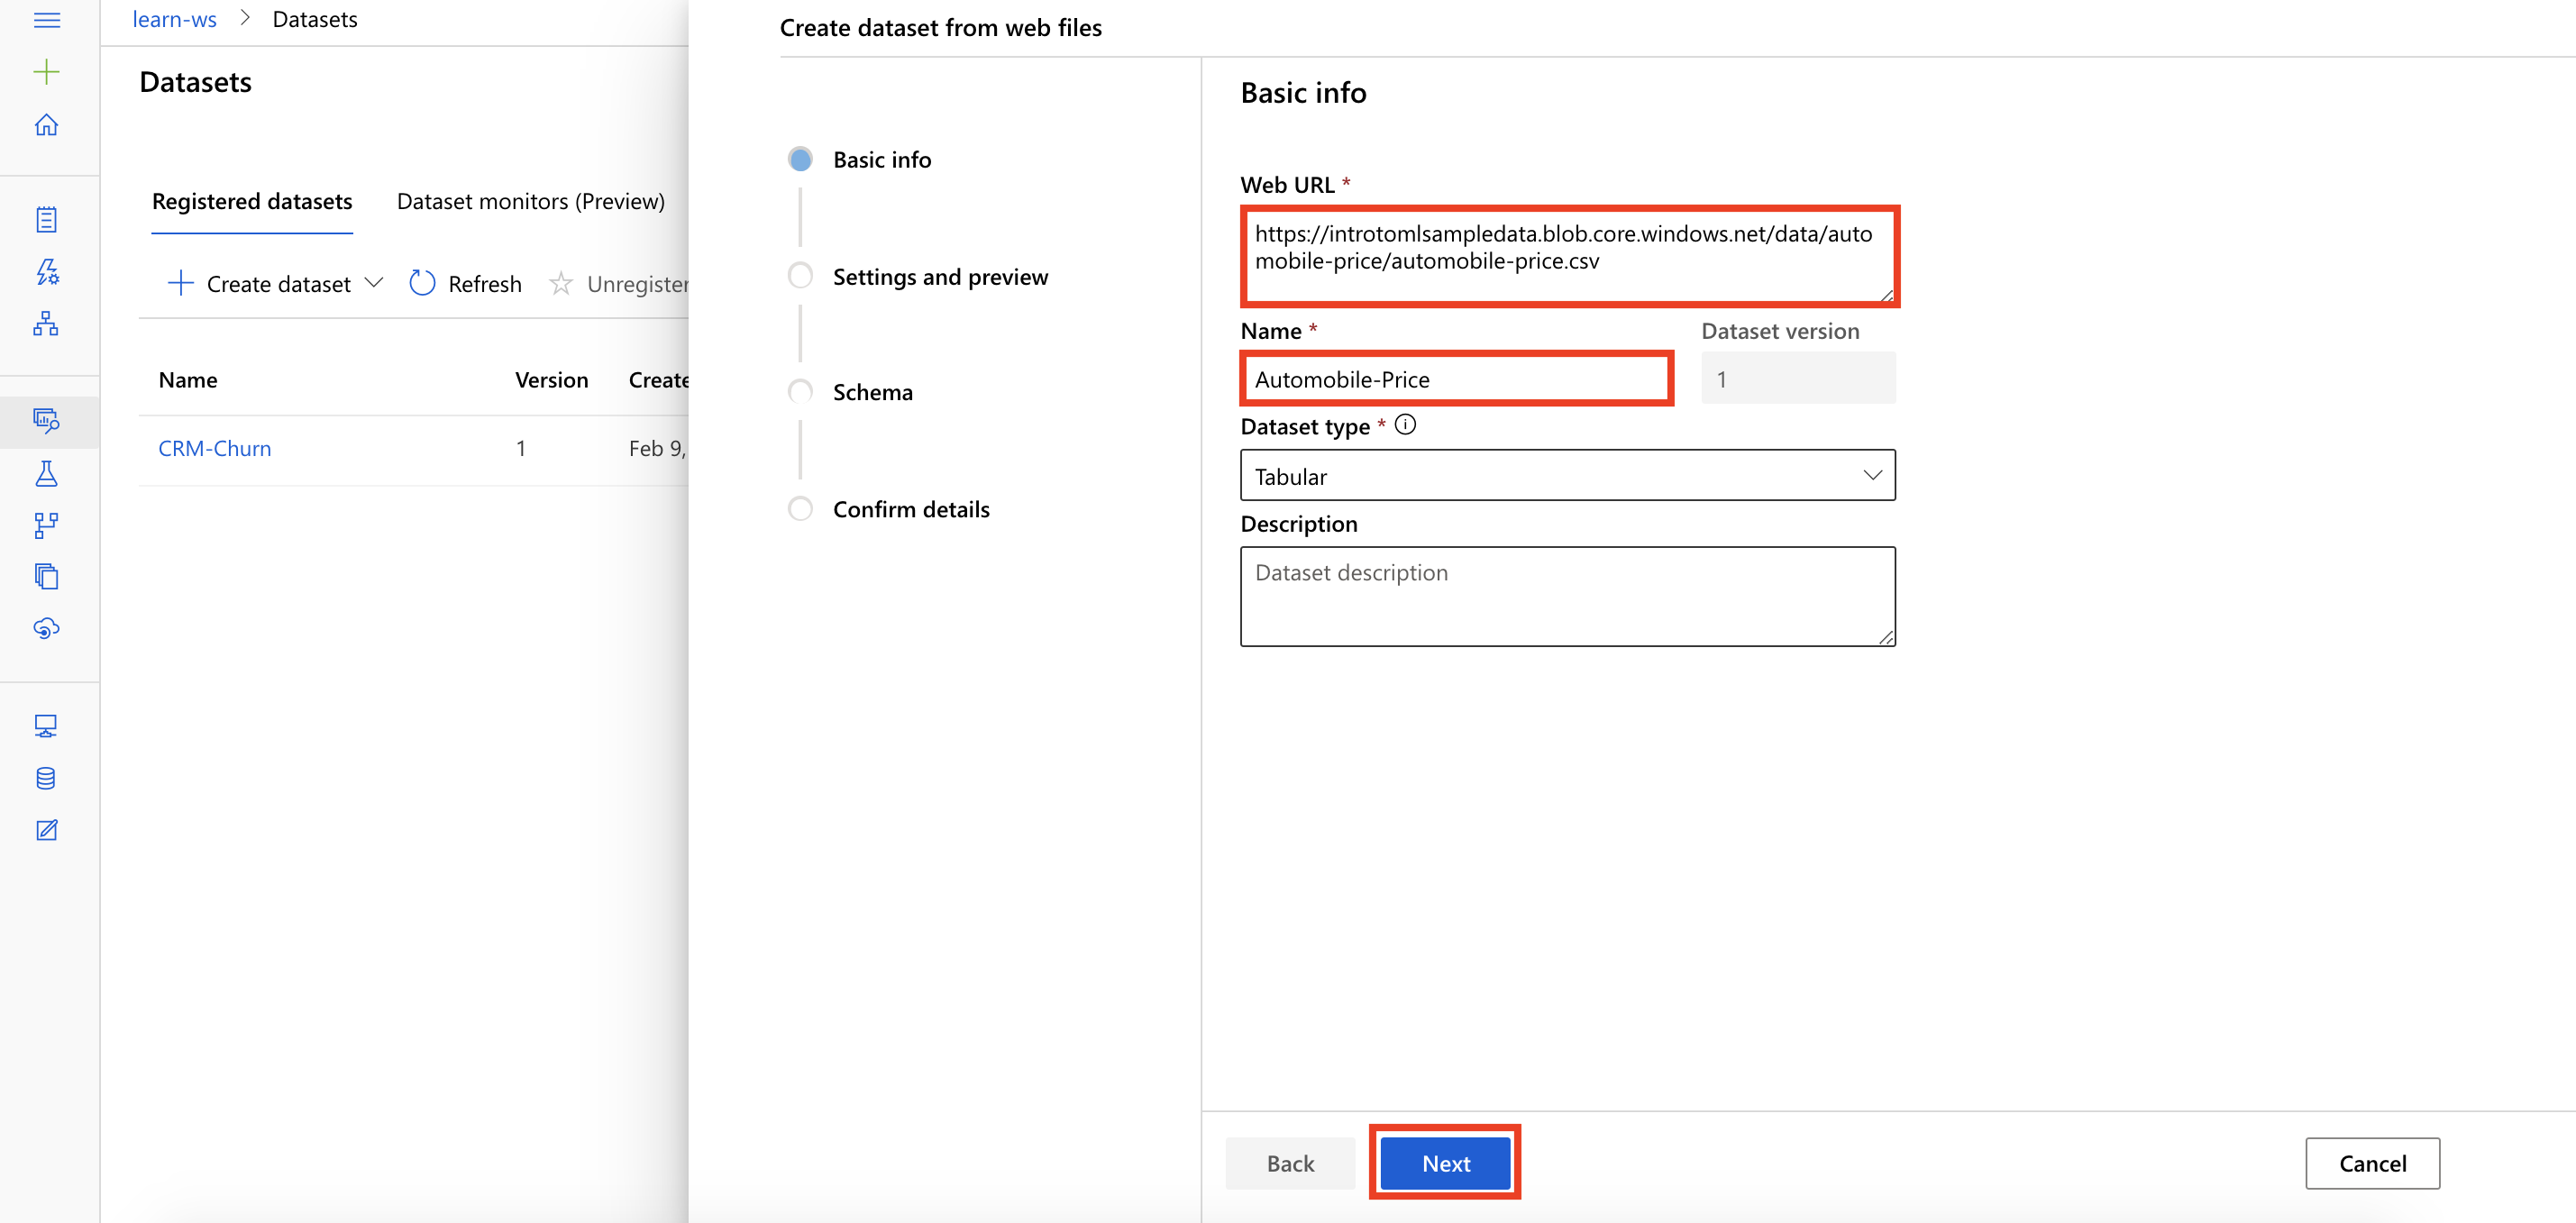 learn-ws > Datasets
Datasets
Registered datasets
Dataset monitors (Preview)
Create dataset
Refresh
Name
Version
CRM-Churn
1
Feb 9,
Create dataset from web files
Basic info
Settings and preview
Schema
Confirm details
Basic info
Web URL *
https://introtomlsampledata.blob.core.windows.net/data/auto
mobile-price/automobile-price.csv
Name *
Dataset version
Automobile-Price
1
Dataset type *
Tabular
Description
Dataset description
Back
Next
Cancel